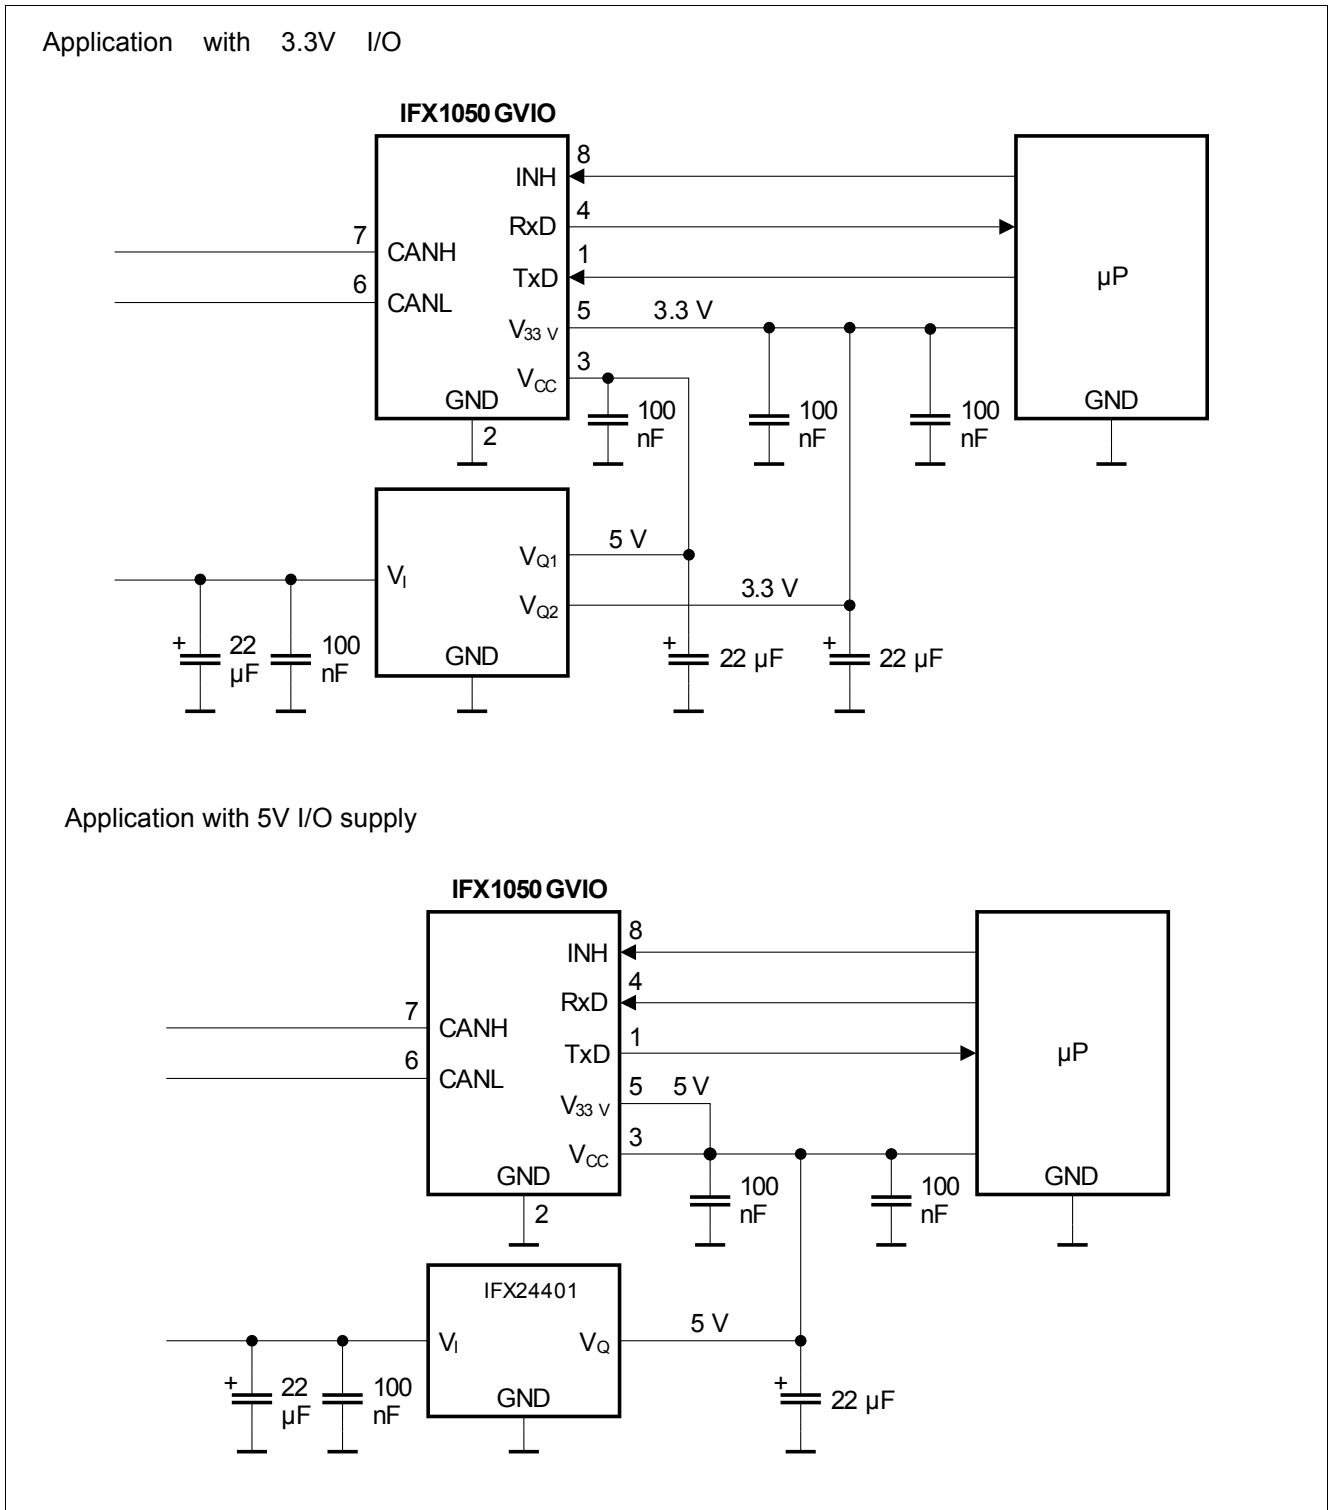 Application with 3.3V I/O
IFX1050 GVIO
8
INH
4
RxD
7
CANH
1
TxD
µP
6
CANL
5
3.3 V
V33 V
3
VCC
GND
2
100
nF
100
nF
100
nF
GND
5 V
VQ1
VI
3.3 V
VQ2
+
22
µF
100
nF
GND
+
22 µF
+
22 µF
Application with 5V I/O supply
IFX1050 GVIO
8
INH
4
RxD
7
CANH
1
TxD
µP
6
CANL
5
5 V
V33 V
3
VCC
GND
2
100
nF
100
nF
GND
IFX24401
5 V
VI
VQ
+
22
µF
100
nF
GND
+
22 µF